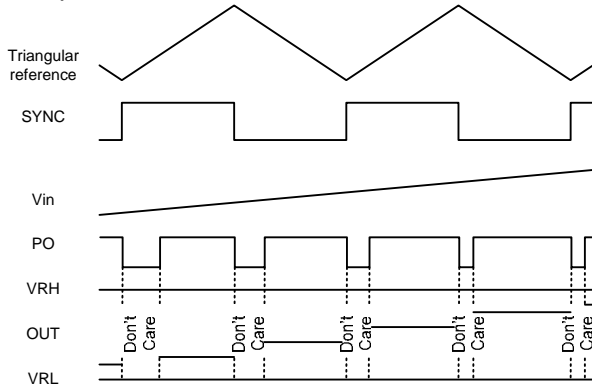 Triangular
reference
SYNC
Vin
PO
VRH
OUT
Don't
Care
Don't
Care
Don't
Care
Don't
Care
Don't
Care
VRL